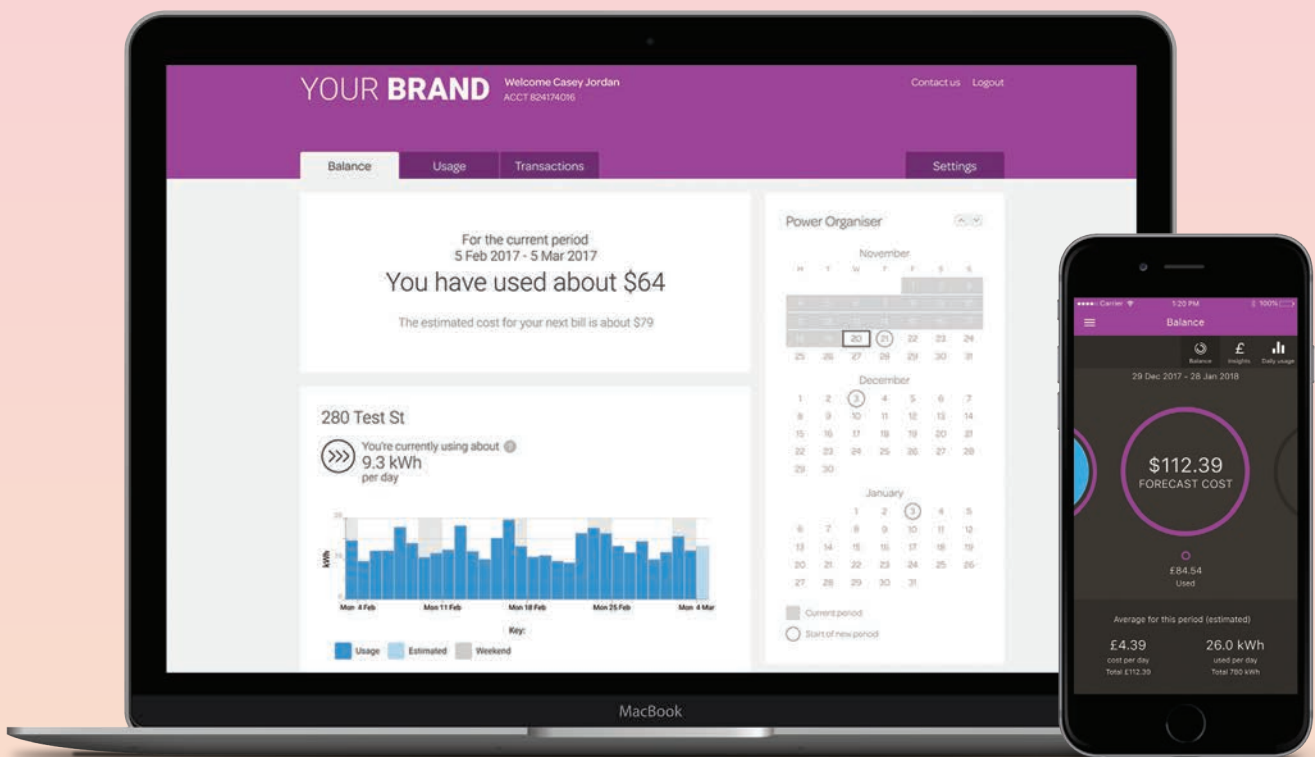 YOUR BRAND
Welcome Casey Jordan
ACCT 824174016
Contact us Logout
Balance Usage Transactions Settings
For the current period
5 Feb 2017 - 5 Mar 2017
You have used about $64
The estimated cost for your next bill is about $79
280 Test St
You're currently using about ?
9.3 kWh
per day
kWh
Mon 4 Feb Mon 11 Feb Mon 18 Feb Mon 25 Feb Mon 4 Mar
Key:
Usage Estimated Weekend
Power Organiser
November
M T W T F S S
20 21 22 23 24
25 26 27 28 29 30 31
December
1 2 3 4 5 6 7
8 9 10 11 12 13 14
15 16 17 18 19 20 21
22 23 24 25 26 27 28
29 30
January
1 2 3 4 5
6 7 8 9 10 11 12
13 14 15 16 17 18 19
20 21 22 23 24 25 26
27 28 29 30 31
Current period
Start of new period
MacBook
Carrier 1:20 PM 100%
Balance
Balance Insights Daily usage
29 Dec 2017 - 28 Jan 2018
$112.39
FORECAST COST
£84.54
Used
Average for this period (estimated)
£4.39 26.0 kWh
cost per day used per day
Total £112.39 Total 780 kWh